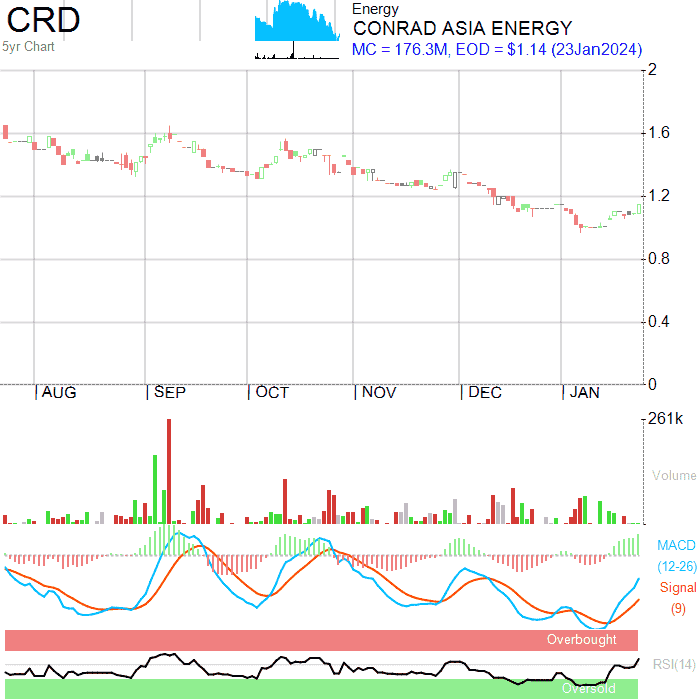 CRD
5yr Chart
Energy
CONRAD ASIA ENERGY
MC = 176.3M, EOD = $1.14 (23Jan2024)
2
1.6
1.2
0.8
0.4
0
AUG
SEP
OCT
NOV
DEC
JAN
261k
Volume
MACD
(12-26)
Signal
(9)
Overbought
RSI(14)
Oversold